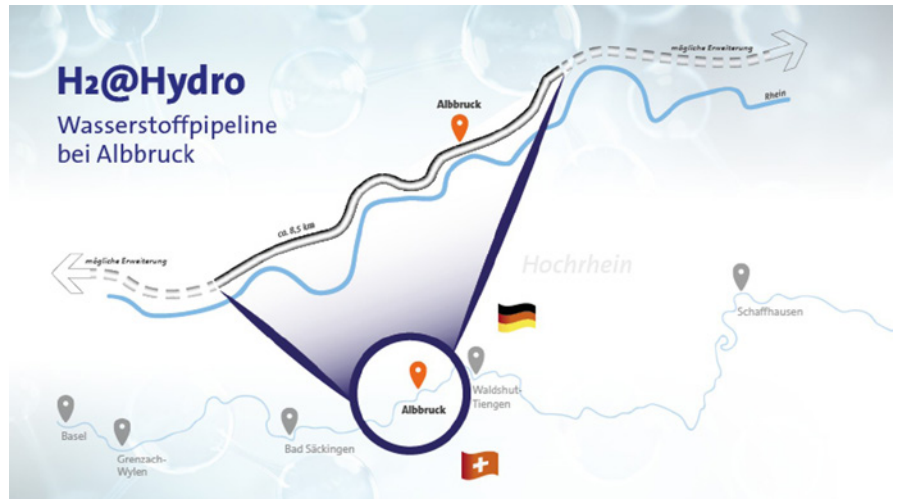 H2@Hydro
Wasserstoffpipeline
bei Albbruck
mögliche Erweiterung
Rhein
Albbruck
ca. 8,5 km
mögliche Erweiterung
Hochrhein
Schaffhausen
Waldshut-
Tiengen
Albbruck
Basel
Grenzach-
Wylen
Bad Säckingen